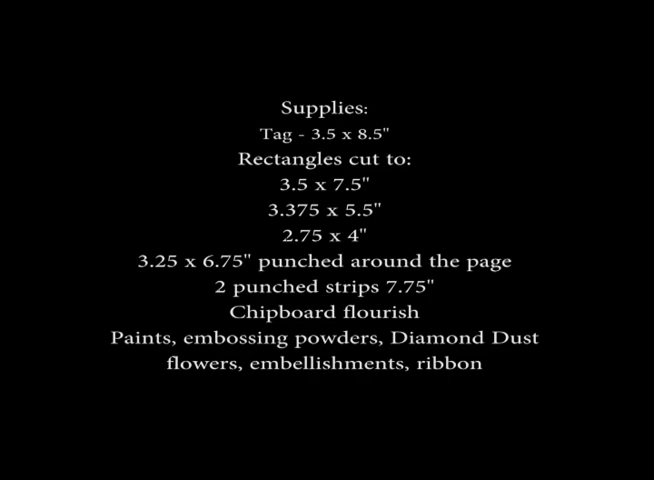 Supplies:
Tag - 3.5 x 8.5"
Rectangles cut to:
3.5 x 7.5"
3.375 x 5.5"
2.75 x 4"
3.25 x 6.75" punched around the page
2 punched strips 7.75"
Chipboard flourish
Paints, embossing powders, Diamond Dust
flowers, embellishments, ribbon